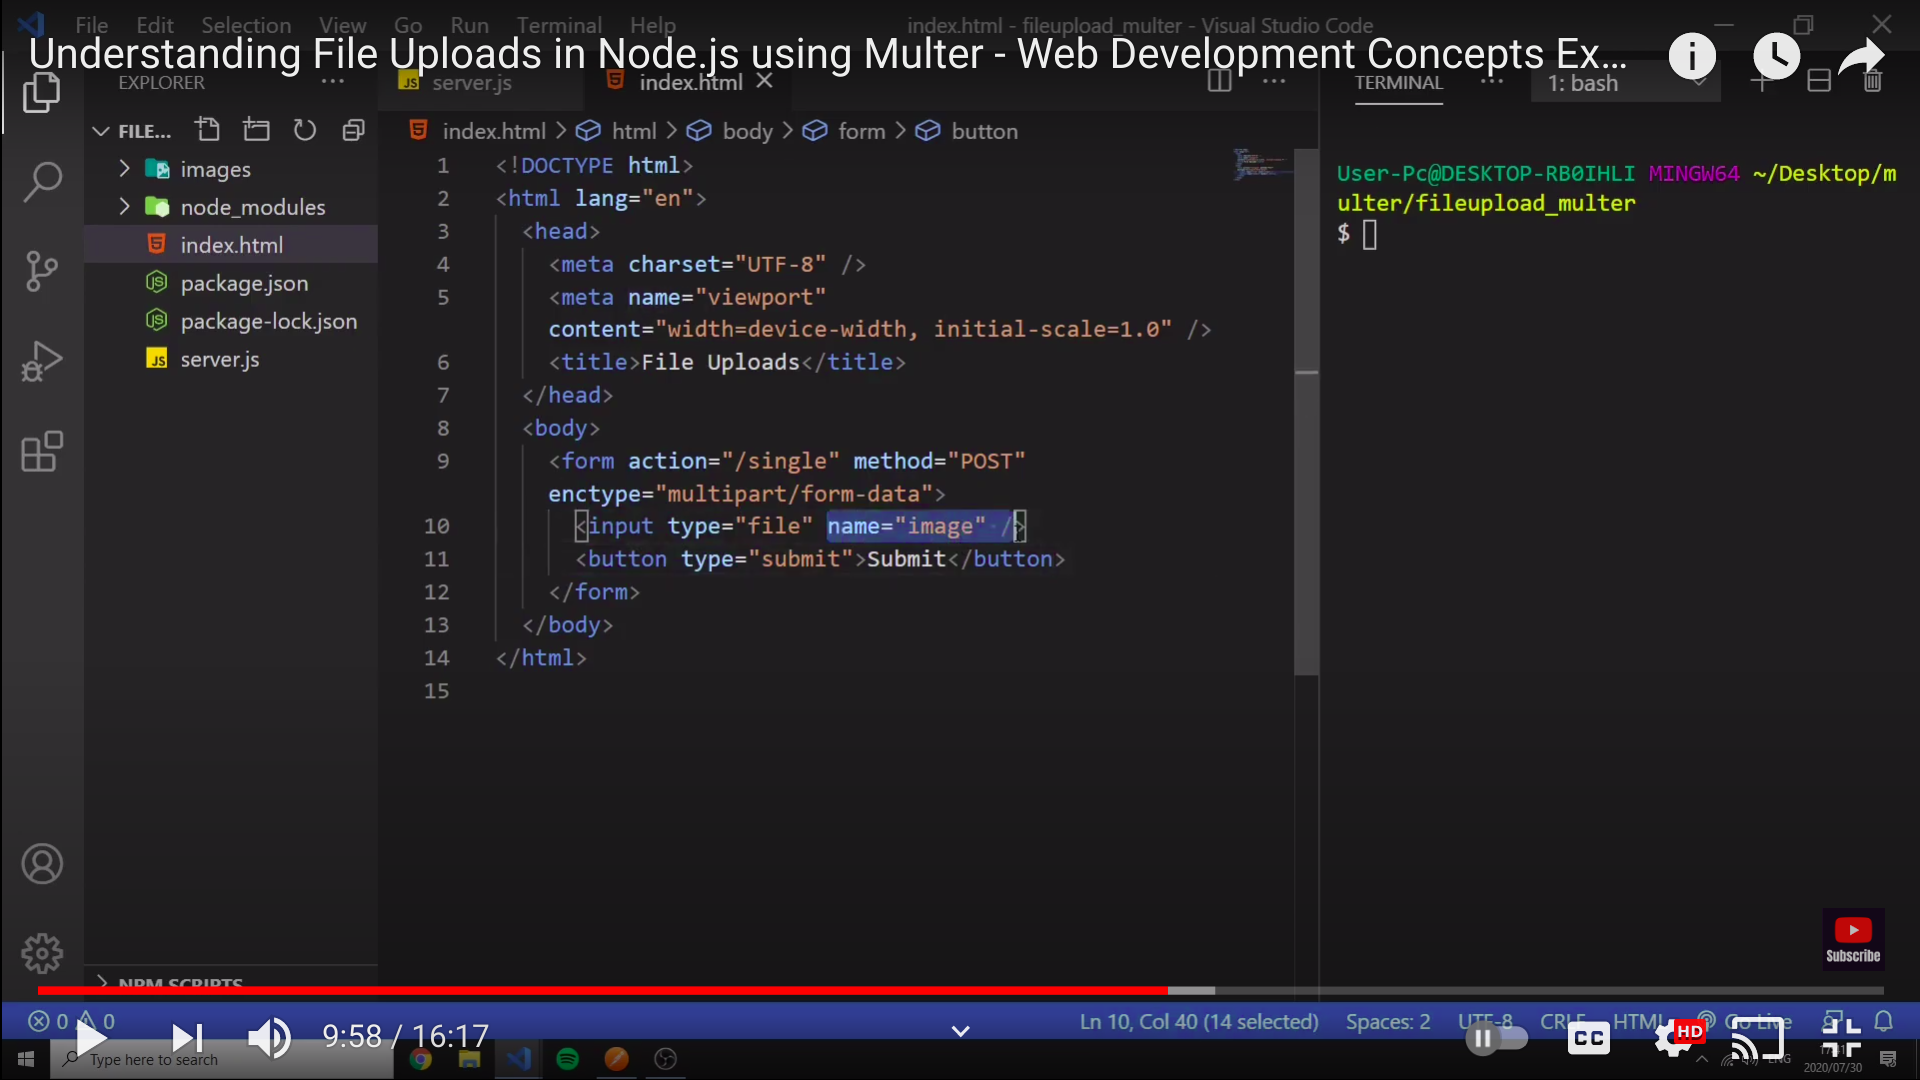 File Edit Selection View Go Run Terminal Help index.html - fileupload_multer - Visual Studio Code
Understanding File Uploads in Node.js using Multer - Web Development Concepts Ex...
EXPLORER
server.js
index.html
TERMINAL
1: bash
FILE...
images
node_modules
index.html
package.json
package-lock.json
server.js
NPM SCRIPTS
index.html > html > body > form > button
1 <!DOCTYPE html>
2 <html lang="en">
3 <head>
4 <meta charset="UTF-8" />
5 <meta name="viewport"
content="width=device-width, initial-scale=1.0" />
6 <title>File Uploads</title>
7 </head>
8 <body>
9 <form action="/single" method="POST"
enctype="multipart/form-data">
10 <input type="file" name="image" />
11 <button type="submit">Submit</button>
12 </form>
13 </body>
14 </html>
15
User-Pc@DESKTOP-RB0IHLI MINGW64 ~/Desktop/m
ulter/fileupload_multer
$
Subscribe
0 0
Ln 10, Col 40 (14 selected) Spaces: 2 UTF-8 CRLF HTML Go Live
9:58 / 16:17
CC
HD
Type here to search
ENG
2020/07/30